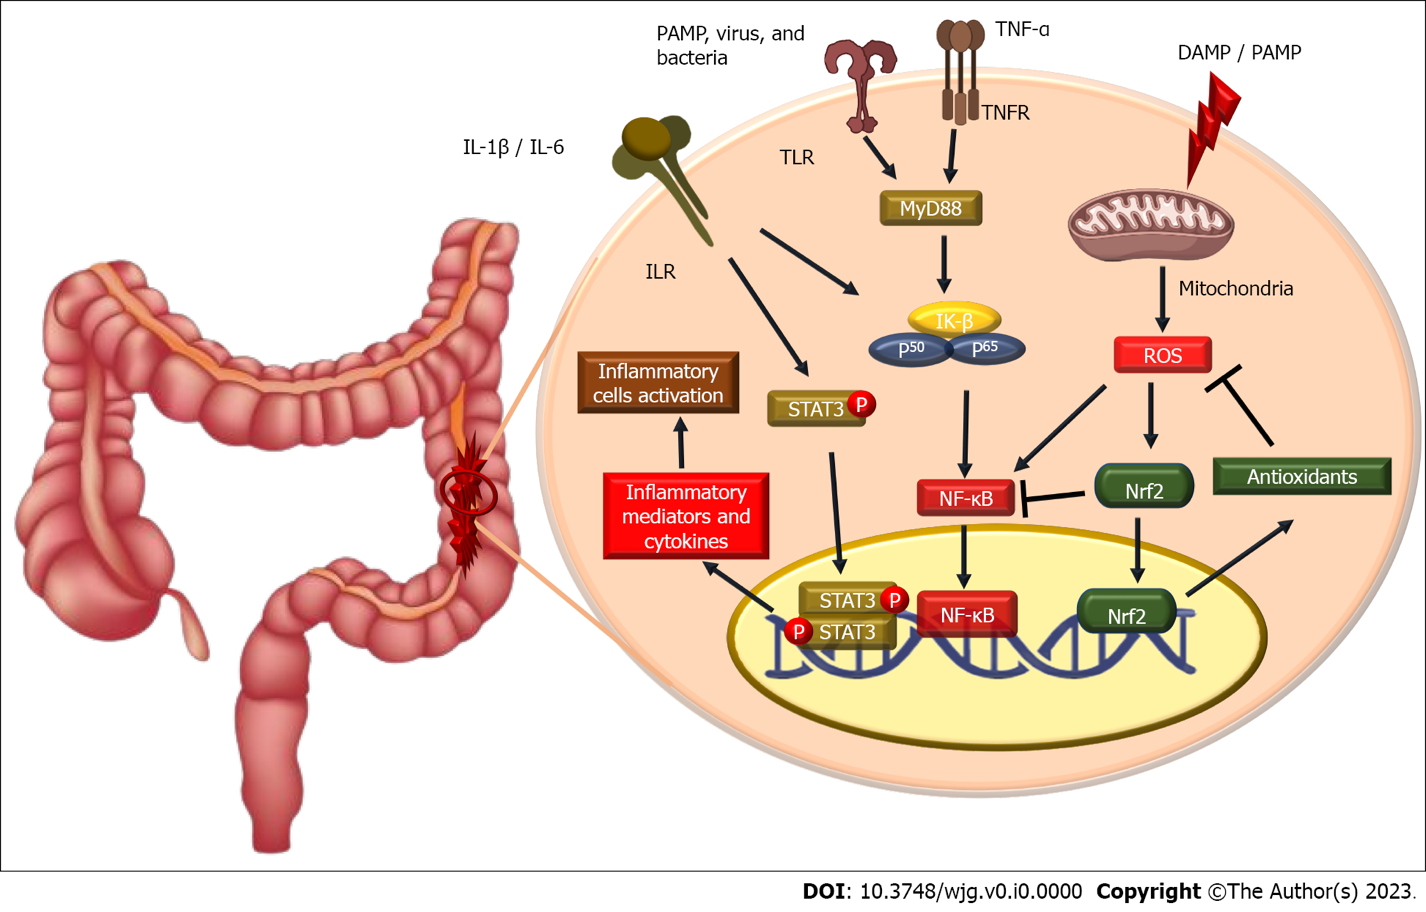 PAMP, virus, and
bacteria
TNF-α
DAMP / PAMP
TNFR
IL-1β / IL-6
TLR
MyD88
ILR
Mitochondria
IK-β
P50
P65
ROS
Inflammatory
cells activation
STAT3
P
Antioxidants
Nrf2
NF-κB
Inflammatory
mediators and
cytokines
STAT3
P
P
STAT3
NF-κB
Nrf2
DOI: 10.3748/wjg.v0.i0.0000 Copyright ©The Author(s) 2023.